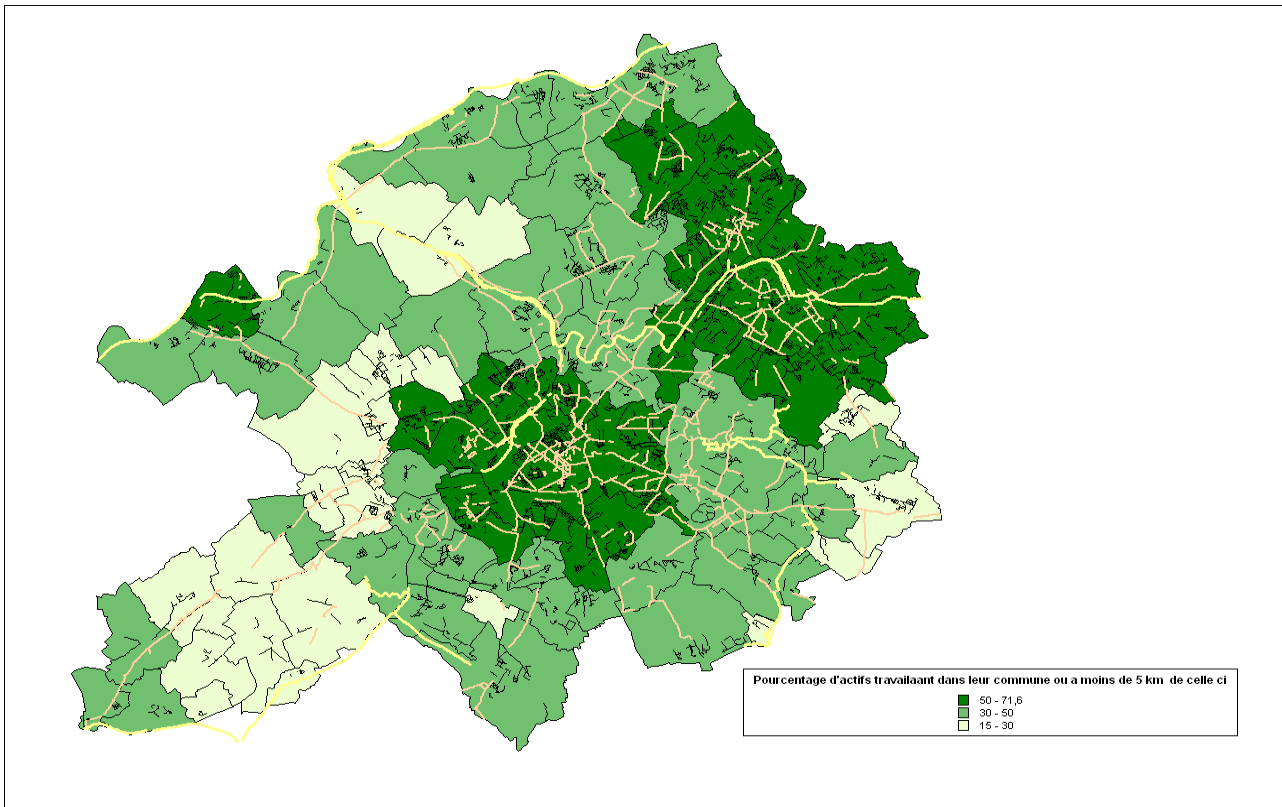 Pourcentage d'actifs travailaant dans leur commune ou a moins de 5 km de celle ci
50 - 71,6
30 - 50
15 - 30